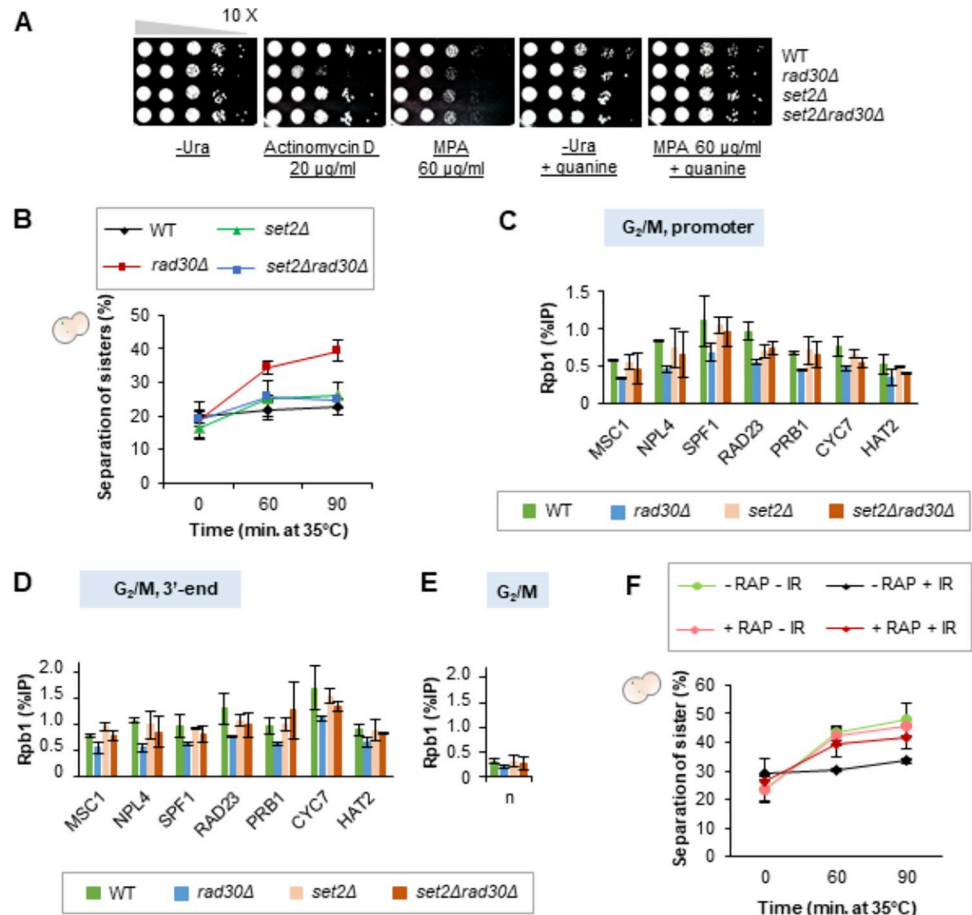 A
10 X
WT
rad30Δ
set2Δ
set2Δrad30Δ
-Ura
Actinomycin D
20 µg/ml
MPA
60 µg/ml
-Ura
+ quanine
MPA 60 µg/ml
+ quanine
B
WT
set2Δ
rad30Δ
set2Δrad30Δ
Separation of sisters (%)
50
40
30
20
10
0
0 60 90
Time (min. at 35°C)
C
G2/M, promoter
Rpb1 (%IP)
1.5
1.0
0.5
0.0
MSC1 NPL4 SPF1 RAD23 PRB1 CYC7 HAT2
WT rad30Δ set2Δ set2Δrad30Δ
D
G2/M, 3'-end
Rpb1 (%IP)
2.0
1.5
1.0
0.5
0.0
MSC1 NPL4 SPF1 RAD23 PRB1 CYC7 HAT2
WT rad30Δ set2Δ set2Δrad30Δ
E
G2/M
Rpb1 (%IP)
2.0
1.5
1.0
0.5
0.0
n
F
- RAP - IR
- RAP + IR
+ RAP - IR
+ RAP + IR
Separation of sister (%)
60
50
40
30
20
10
0
0 60 90
Time (min. at 35°C)